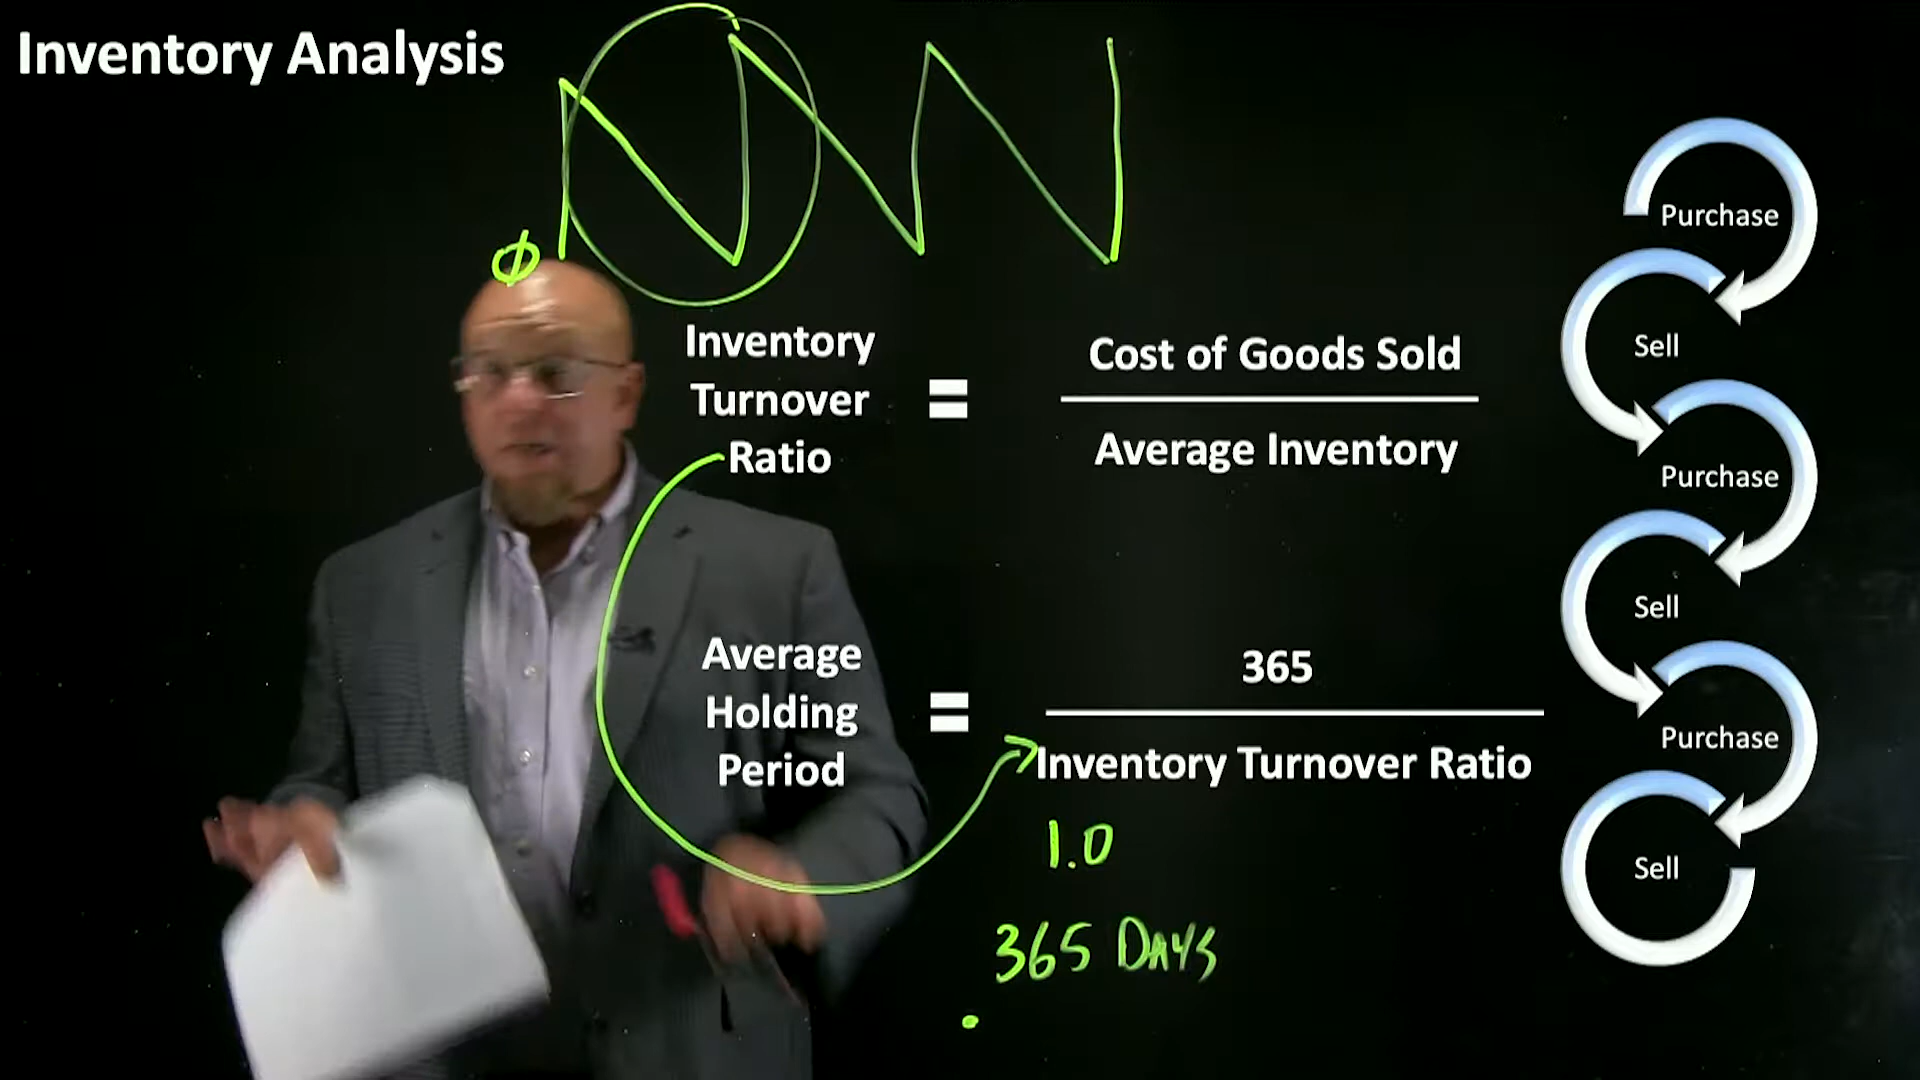 Inventory Analysis
φ
Inventory
Turnover
Ratio
=
Cost of Goods Sold
Average Inventory
Average
Holding
Period
=
365
Inventory Turnover Ratio
1.0
365 DAYS
Purchase
Sell
Purchase
Sell
Purchase
Sell